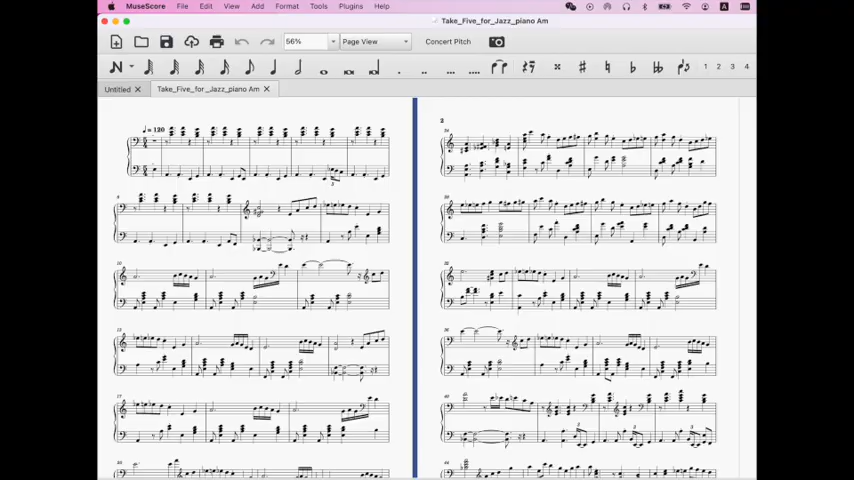 MuseScore File Edit View Add Format Tools Plugins Help
Take_Five_for_Jazz_piano Am
56% Page View Concert Pitch
1 2 3 4
Untitled Take_Five_for_Jazz_piano Am
= 120
2